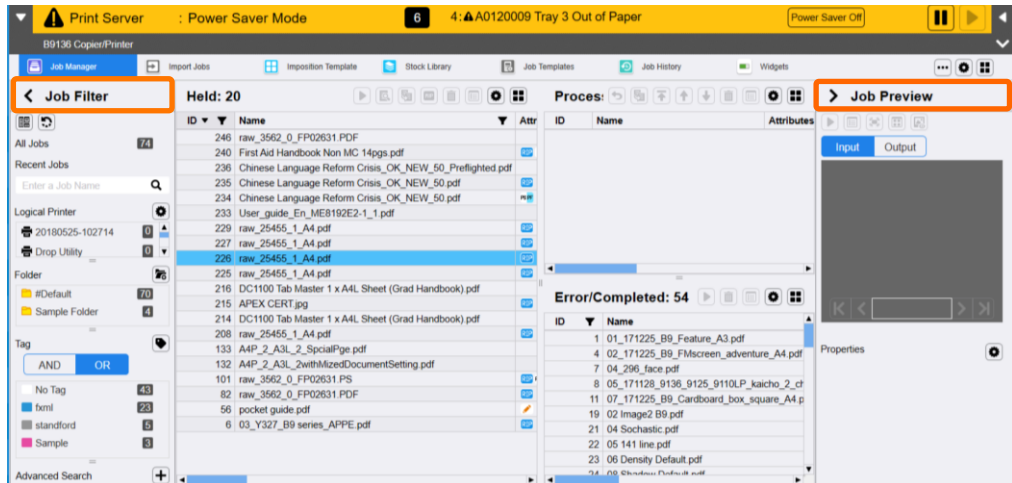 Print Server : Power Saver Mode 6 4: A0120009 Tray 3 Out of Paper Power Saver Off
B9136 Copier/Printer
Job Manager Import Jobs Imposition Template Stock Library Job Templates Job History Widgets
Job Filter
All Jobs 74
Recent Jobs
Enter a Job Name
Logical Printer
20180525-102714 0
Drop Utility 0
Folder
#Default 70
Sample Folder 4
Tag
AND OR
No Tag 43
fxml 23
standford 5
Sample 3
Advanced Search
Held: 20
ID Name Attr
246 raw_3562_0_FP02631.PDF
240 First Aid Handbook Non MC 14pgs.pdf
236 Chinese Language Reform Crisis_OK_NEW_50_Preflighted.pdf
235 Chinese Language Reform Crisis_OK_NEW_50.pdf
234 Chinese Language Reform Crisis_OK_NEW_50.pdf
233 User_guide_En_ME8192E2-1_1.pdf
229 raw_25455_1_A4.pdf
227 raw_25455_1_A4.pdf
226 raw_25455_1_A4.pdf
225 raw_25455_1_A4.pdf
216 DC1100 Tab Master 1 x A4L Sheet (Grad Handbook).pdf
215 APEX CERT.jpg
214 DC1100 Tab Master 1 x A4L Sheet (Grad Handbook).pdf
208 raw_25455_1_A4.pdf
133 A4P_2_A3L_2_SpcialPge.pdf
132 A4P_2_A3L_2withMizedDocumentSetting.pdf
101 raw_3562_0_FP02631.PS
82 raw_3562_0_FP02631.PDF
56 pocket guide.pdf
6 03_Y327_B9 series_APPE.pdf
Proces:
ID Name Attributes
Error/Completed: 54
ID Name
1 01_171225_B9_Feature_A3.pdf
4 02_171225_B9_FMscreen_adventure_A4.pdf
7 04_296_face.pdf
8 05_171128_9136_9125_9110LP_kaicho_2_ch
11 07_171225_B9_Cardboard_box_square_A4.p
19 02 Image2 B9.pdf
21 04 Sochastic.pdf
22 05 141 line.pdf
23 06 Density Default.pdf
24 08 Shadow Default.pdf
Job Preview
Input Output
Properties